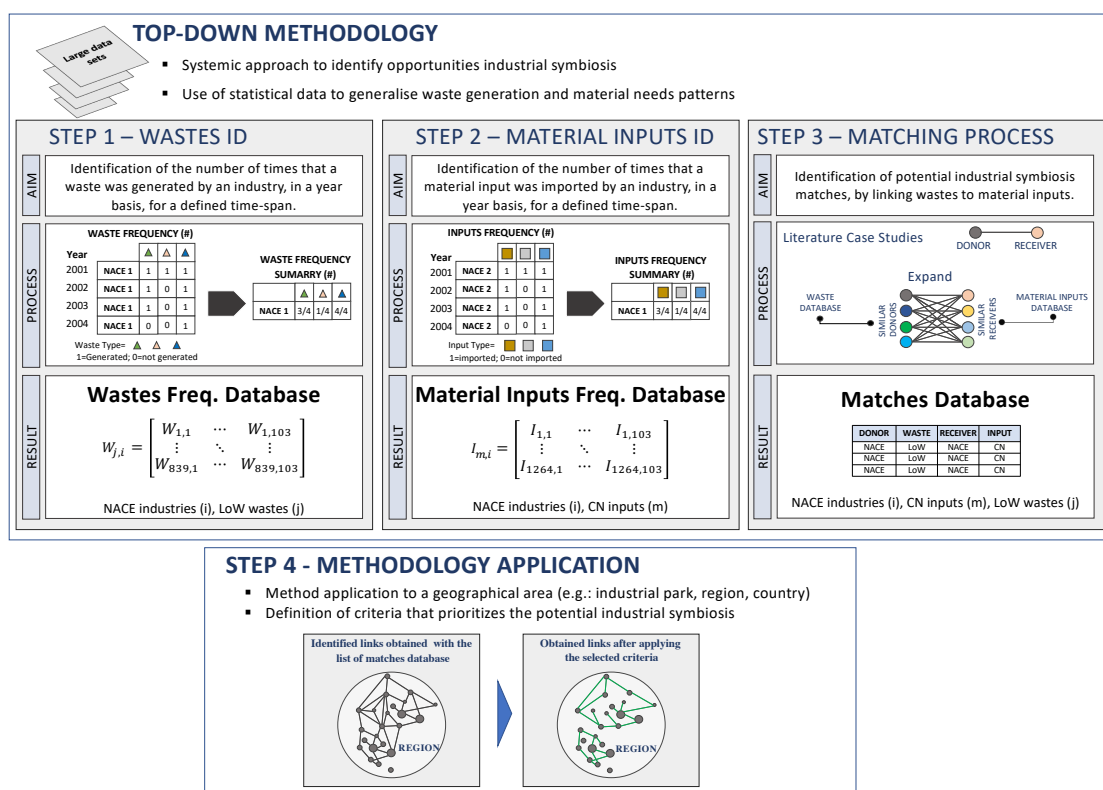 Large data
sets
TOP-DOWN METHODOLOGY
▪ Systemic approach to identify opportunities industrial symbiosis
▪ Use of statistical data to generalise waste generation and material needs patterns
STEP 1 – WASTES ID
AIM
Identification of the number of times that a
waste was generated by an industry, in a year
basis, for a defined time-span.
PROCESS
WASTE FREQUENCY (#)
Year
2001 NACE 1 1 1 1
2002 NACE 1 1 0 1
2003 NACE 1 1 0 1
2004 NACE 1 0 0 1
Waste Type=
1=Generated; 0=not generated
WASTE FREQUENCY
SUMARRY (#)
NACE 1 3/4 1/4 4/4
RESULT
Wastes Freq. Database
W_{j,i} = [ W_{1,1} ⋯ W_{1,103}
⋮ ⋱ ⋮
W_{839,1} ⋯ W_{839,103} ]
NACE industries (i), LoW wastes (j)
STEP 2 – MATERIAL INPUTS ID
AIM
Identification of the number of times that a
material input was imported by an industry, in a
year basis, for a defined time-span.
PROCESS
INPUTS FREQUENCY (#)
Year
2001 NACE 2 1 1 1
2002 NACE 2 1 0 1
2003 NACE 2 1 0 1
2004 NACE 2 0 0 1
Input Type=
1=imported; 0=not imported
INPUTS FREQUENCY
SUMMARY (#)
NACE 1 3/4 1/4 4/4
RESULT
Material Inputs Freq. Database
I_{m,i} = [ I_{1,1} ⋯ I_{1,103}
⋮ ⋱ ⋮
I_{1264,1} ⋯ I_{1264,103} ]
NACE industries (i), CN inputs (m)
STEP 3 – MATCHING PROCESS
AIM
Identification of potential industrial symbiosis
matches, by linking wastes to material inputs.
PROCESS
Literature Case Studies
DONOR RECEIVER
Expand
WASTE
DATABASE
SIMILAR
DONORS
SIMILAR
RECEIVERS
MATERIAL INPUTS
DATABASE
RESULT
Matches Database
DONOR WASTE RECEIVER INPUT
NACE LoW NACE CN
NACE LoW NACE CN
NACE LoW NACE CN
NACE industries (i), CN inputs (m), LoW wastes (j)
STEP 4 - METHODOLOGY APPLICATION
▪ Method application to a geographical area (e.g.: industrial park, region, country)
▪ Definition of criteria that prioritizes the potential industrial symbiosis
Identified links obtained with the
list of matches database
REGION
Obtained links after applying
the selected criteria
REGION